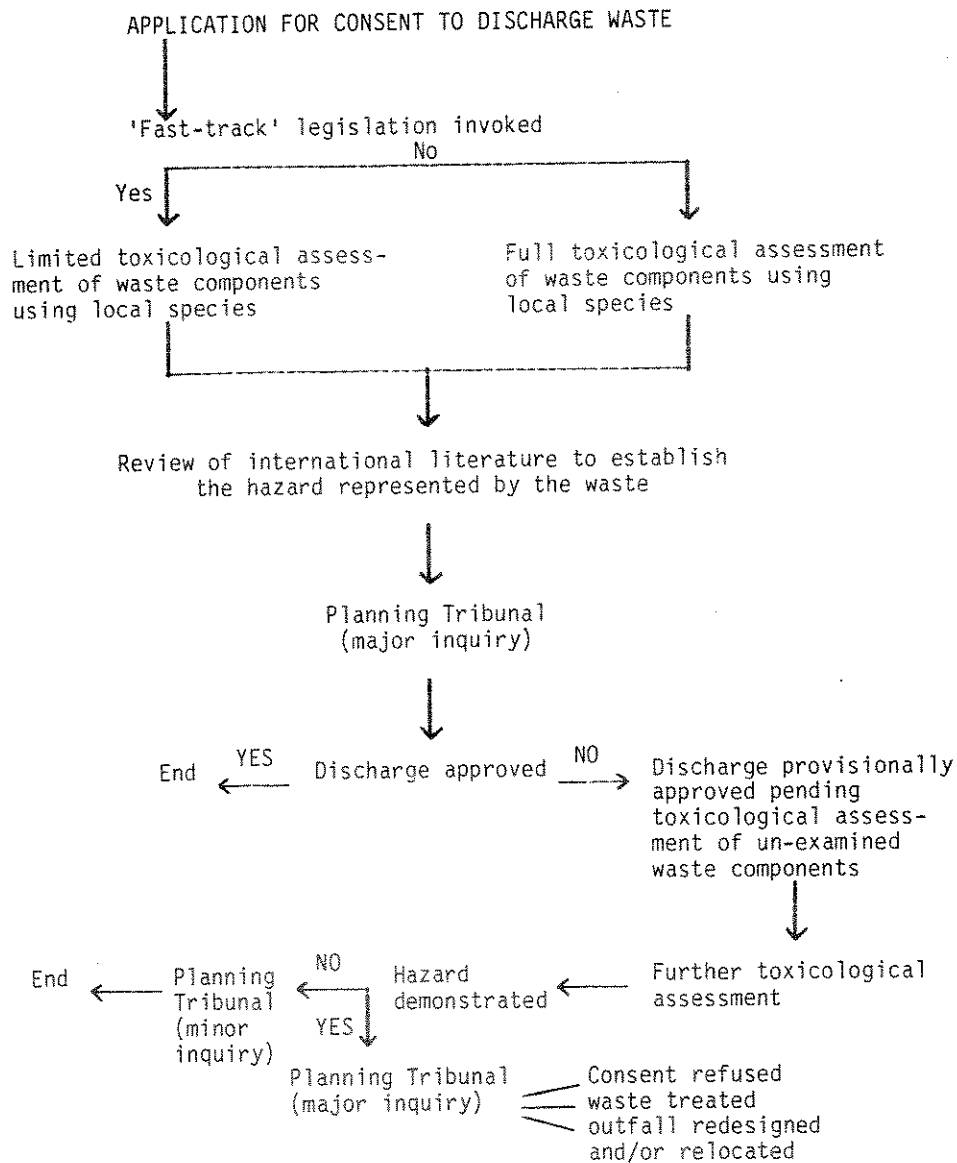 APPLICATION FOR CONSENT TO DISCHARGE WASTE
'Fast-track' legislation invoked
No
Yes
Limited toxicological assess-
ment of waste components
using local species
Full toxicological assessment
of waste components using
local species
Review of international literature to establish
the hazard represented by the waste
Planning Tribunal
(major inquiry)
End
YES
Discharge approved
NO
Discharge provisionally
approved pending
toxicological assess-
ment of un-examined
waste components
End
Planning
Tribunal
(minor
inquiry)
NO
YES
Hazard
demonstrated
Further toxicological
assessment
Planning Tribunal
(major inquiry)
Consent refused
waste treated
outfall redesigned
and/or relocated